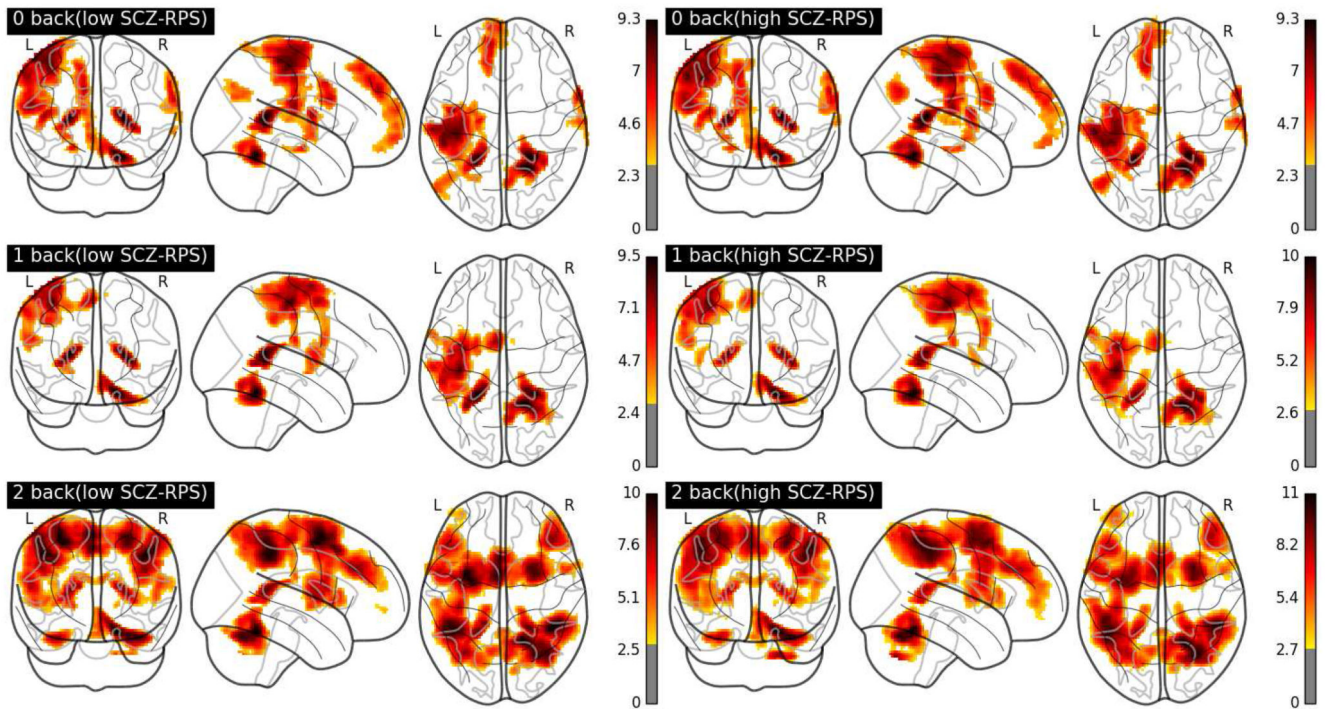 0 back(low SCZ-RPS)
L R L R
9.3
7
4.6
2.3
0
0 back(high SCZ-RPS)
L R L R
9.3
7
4.6
2.3
0
1 back(low SCZ-RPS)
L R L R
9.5
7.1
4.7
2.4
0
1 back(high SCZ-RPS)
L R L R
10
7.9
5.2
2.6
0
2 back(low SCZ-RPS)
L R L R
10
7.6
5.1
2.5
0
2 back(high SCZ-RPS)
L R L R
11
8.2
5.4
2.7
0